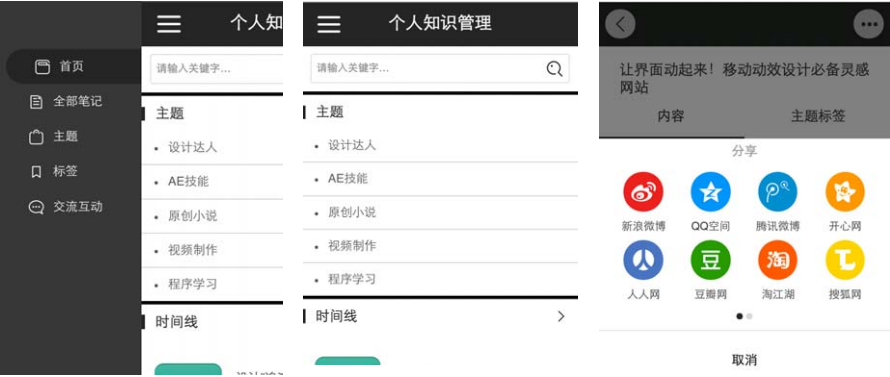 首页
全部笔记
主题
标签
交流互动
个人知
请输入关键字...
主题
• 设计达人
• AE技能
• 原创小说
• 视频制作
• 程序学习
时间线
个人知识管理
请输入关键字...
主题
• 设计达人
• AE技能
• 原创小说
• 视频制作
• 程序学习
时间线
让界面动起来！移动动效设计必备灵感
网站
内容 主题标签
分享
新浪微博 QQ空间 腾讯微博 开心网
豆 淘
人人网 豆瓣网 淘江湖 搜狐网
取消